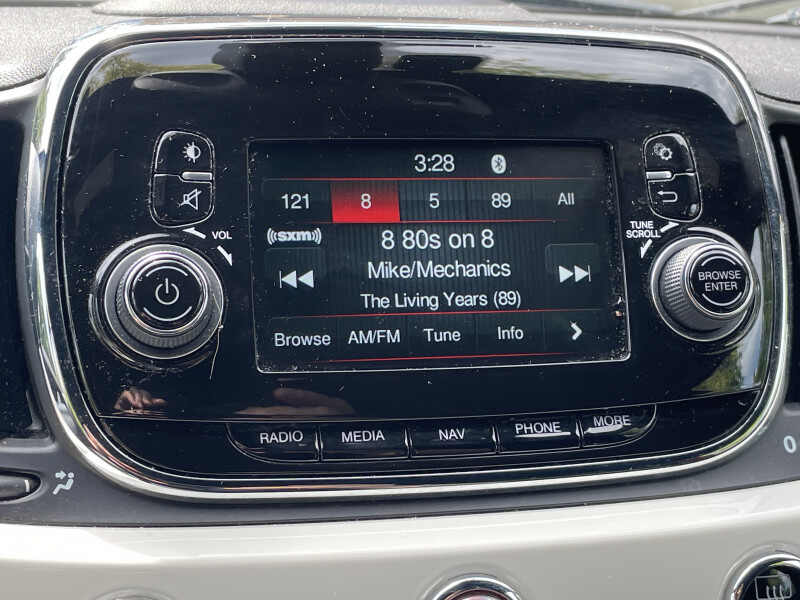 3:28
121 8 5 89 All
((sxm))
8 80s on 8
Mike/Mechanics
The Living Years (89)
Browse AM/FM Tune Info
VOL
TUNE
SCROLL
BROWSE
ENTER
RADIO MEDIA NAV PHONE MORE
0